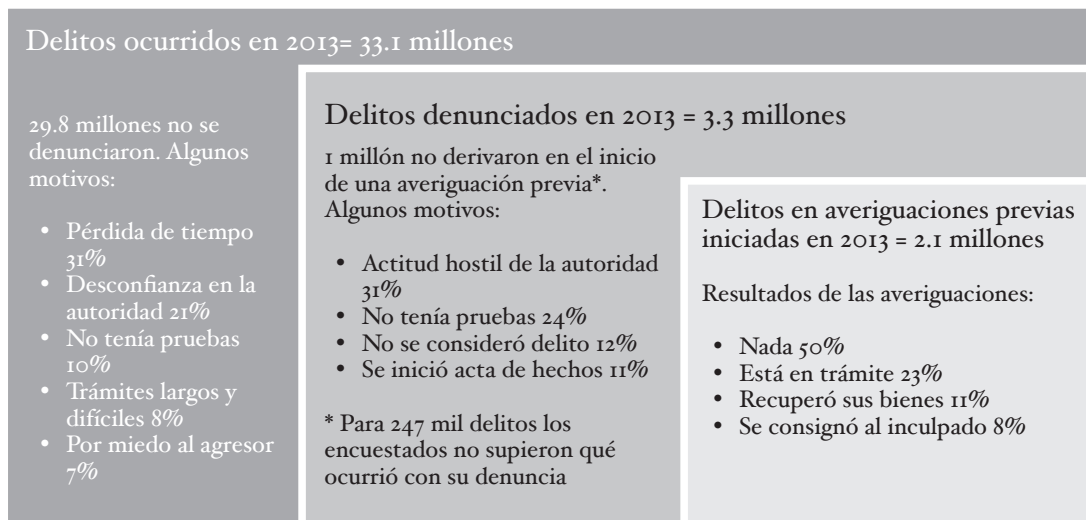 Delitos ocurridos en 2013= 33.1 millones
29.8 millones no se
denunciaron. Algunos
motivos:
• Pérdida de tiempo
31%
• Desconfianza en la
autoridad 21%
• No tenía pruebas
10%
• Trámites largos y
difíciles 8%
• Por miedo al agresor
7%
Delitos denunciados en 2013 = 3.3 millones
1 millón no derivaron en el inicio
de una averiguación previa*.
Algunos motivos:
• Actitud hostil de la autoridad
31%
• No tenía pruebas 24%
• No se consideró delito 12%
• Se inició acta de hechos 11%
* Para 247 mil delitos los
encuestados no supieron qué
ocurrió con su denuncia
Delitos en averiguaciones previas
iniciadas en 2013 = 2.1 millones
Resultados de las averiguaciones:
• Nada 50%
• Está en trámite 23%
• Recuperó sus bienes 11%
• Se consignó al inculpado 8%